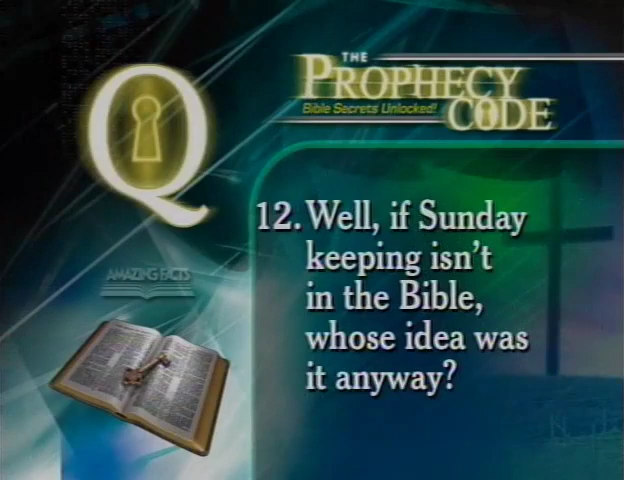 THE
PROPHECY
Bible Secrets Unlocked!
CODE
Q
AMAZING FACTS
12. Well, if Sunday
keeping isn't
in the Bible,
whose idea was
it anyway?